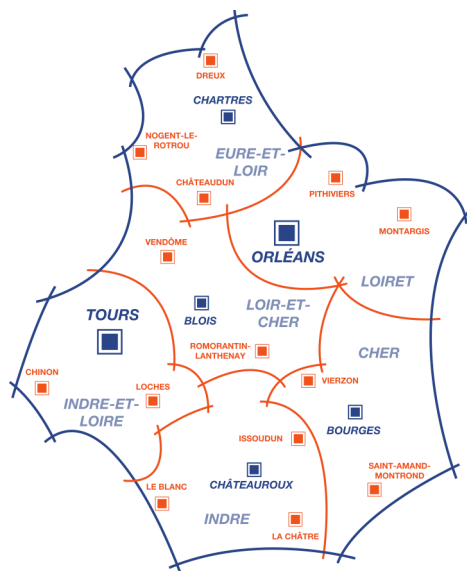 DREUX
CHARTRES
NOGENT-LE-
ROTROU
EURE-ET-
LOIR
CHÂTEAUDUN
PITHIVIERS
MONTARGIS
VENDÔME
ORLÉANS
LOIRET
TOURS
BLOIS
LOIR-ET-
CHER
ROMORANTIN-
LANTHENAY
CHER
CHINON
LOCHES
VIERZON
INDRE-ET-
LOIRE
BOURGES
ISSOUDUN
SAINT-AMAND-
MONTROND
LE BLANC
CHÂTEAUROUX
INDRE
LA CHÂTRE